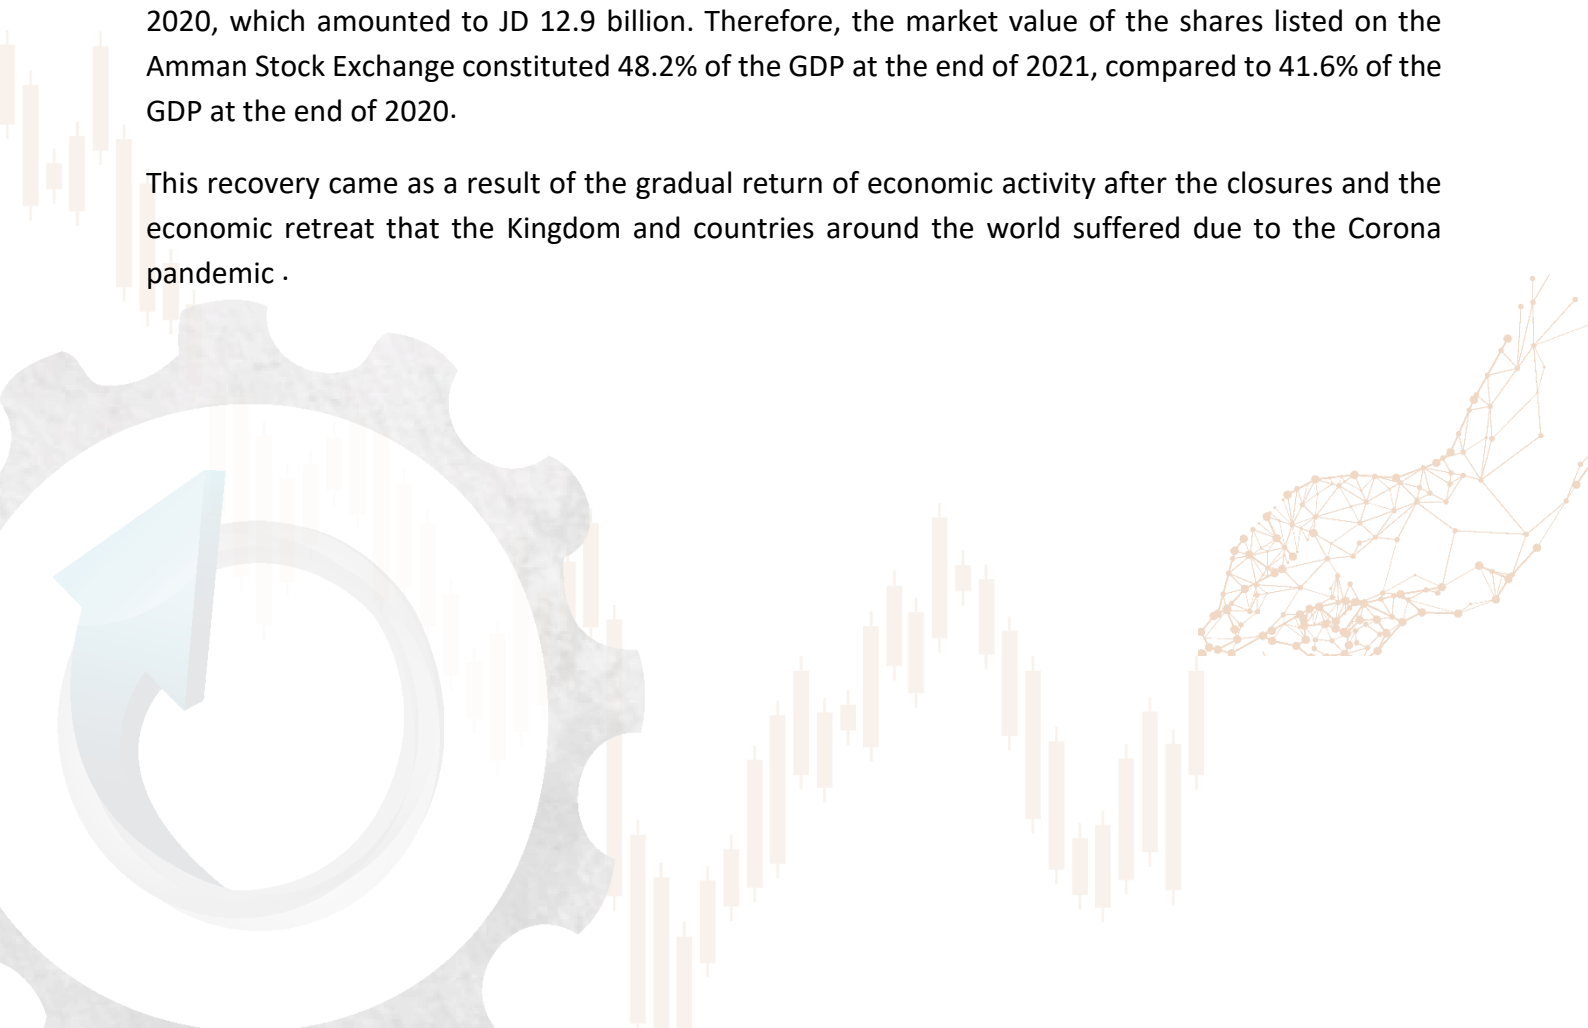 2020, which amounted to JD 12.9 billion. Therefore, the market value of the shares listed on the
Amman Stock Exchange constituted 48.2% of the GDP at the end of 2021, compared to 41.6% of the
GDP at the end of 2020.
This recovery came as a result of the gradual return of economic activity after the closures and the
economic retreat that the Kingdom and countries around the world suffered due to the Corona
pandemic .